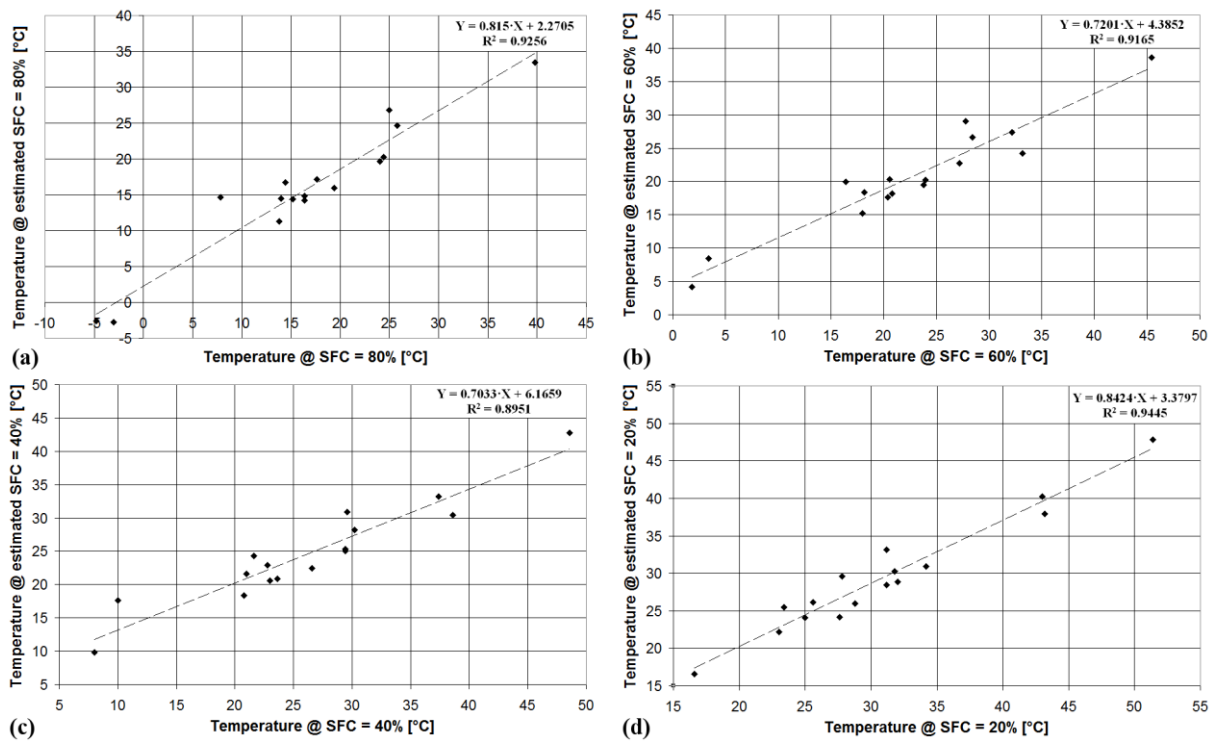 Y = 0.815·X + 2.2705
R² = 0.9256
Temperature @ estimated SFC = 80% [°C]
40
35
30
25
20
15
10
5
0
-5
-10 -5 0 5 10 15 20 25 30 35 40 45
Temperature @ SFC = 80% [°C]
(a)
Y = 0.7201·X + 4.3852
R² = 0.9165
Temperature @ estimated SFC = 60% [°C]
45
40
35
30
25
20
15
10
5
0
0 5 10 15 20 25 30 35 40 45 50
Temperature @ SFC = 60% [°C]
(b)
Y = 0.7033·X + 6.1659
R² = 0.8951
Temperature @ estimated SFC = 40% [°C]
50
45
40
35
30
25
20
15
10
5
5 10 15 20 25 30 35 40 45 50
Temperature @ SFC = 40% [°C]
(c)
Y = 0.8424·X + 3.3797
R² = 0.9445
Temperature @ estimated SFC = 20% [°C]
55
50
45
40
35
30
25
20
15
15 20 25 30 35 40 45 50 55
Temperature @ SFC = 20% [°C]
(d)